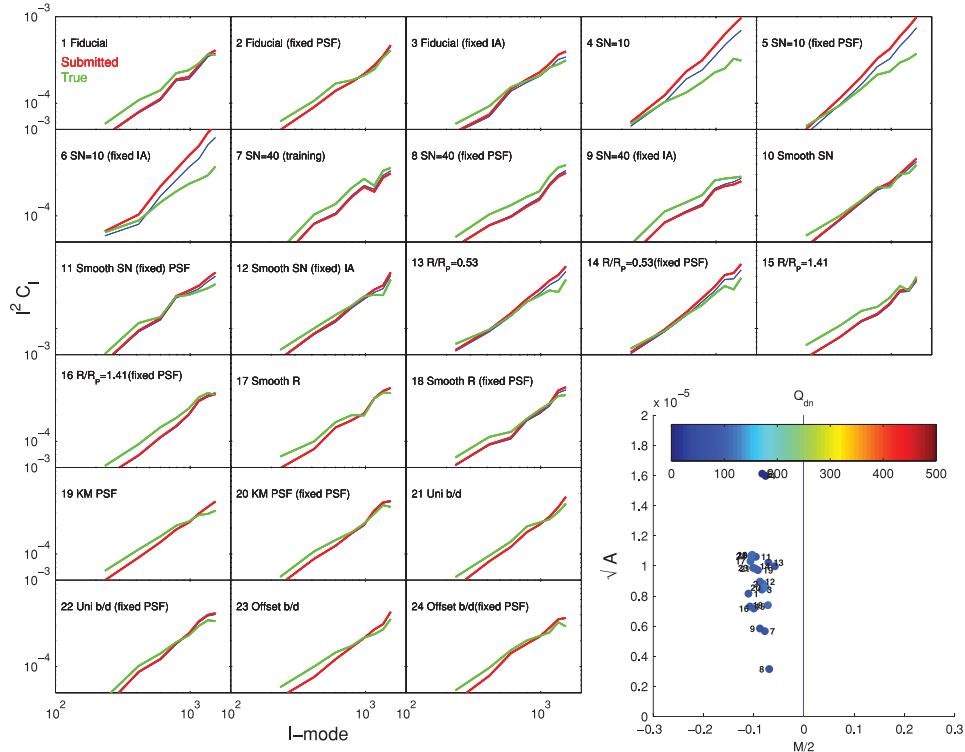 10^-3
1 Fiducial
Submitted
True
2 Fiducial (fixed PSF)
3 Fiducial (fixed IA)
4 SN=10
5 SN=10 (fixed PSF)
10^-4
10^-3
6 SN=10 (fixed IA)
7 SN=40 (training)
8 SN=40 (fixed PSF)
9 SN=40 (fixed IA)
10 Smooth SN
10^-4
11 Smooth SN (fixed) PSF
12 Smooth SN (fixed) IA
13 R/R_P=0.53
14 R/R_P=0.53(fixed PSF)
15 R/R_P=1.41
l^2 C_l
10^-3
16 R/R_P=1.41(fixed PSF)
17 Smooth R
18 Smooth R (fixed PSF)
10^-4
10^-3
19 KM PSF
20 KM PSF (fixed PSF)
21 Uni b/d
10^-4
10^-3
22 Uni b/d (fixed PSF)
23 Offset b/d
24 Offset b/d(fixed PSF)
10^-4
10^2 10^3 10^2 10^3 10^2 10^3
l-mode
x 10^-5
Q_dn
2
1.8
1.6
1.4
1.2
1
0.8
0.6
0.4
0.2
0
0 100 200 300 400 500
√ A
11
17
13
19
12
3
1
16
9
7
8
-0.3 -0.2 -0.1 0 0.1 0.2 0.3
M/2